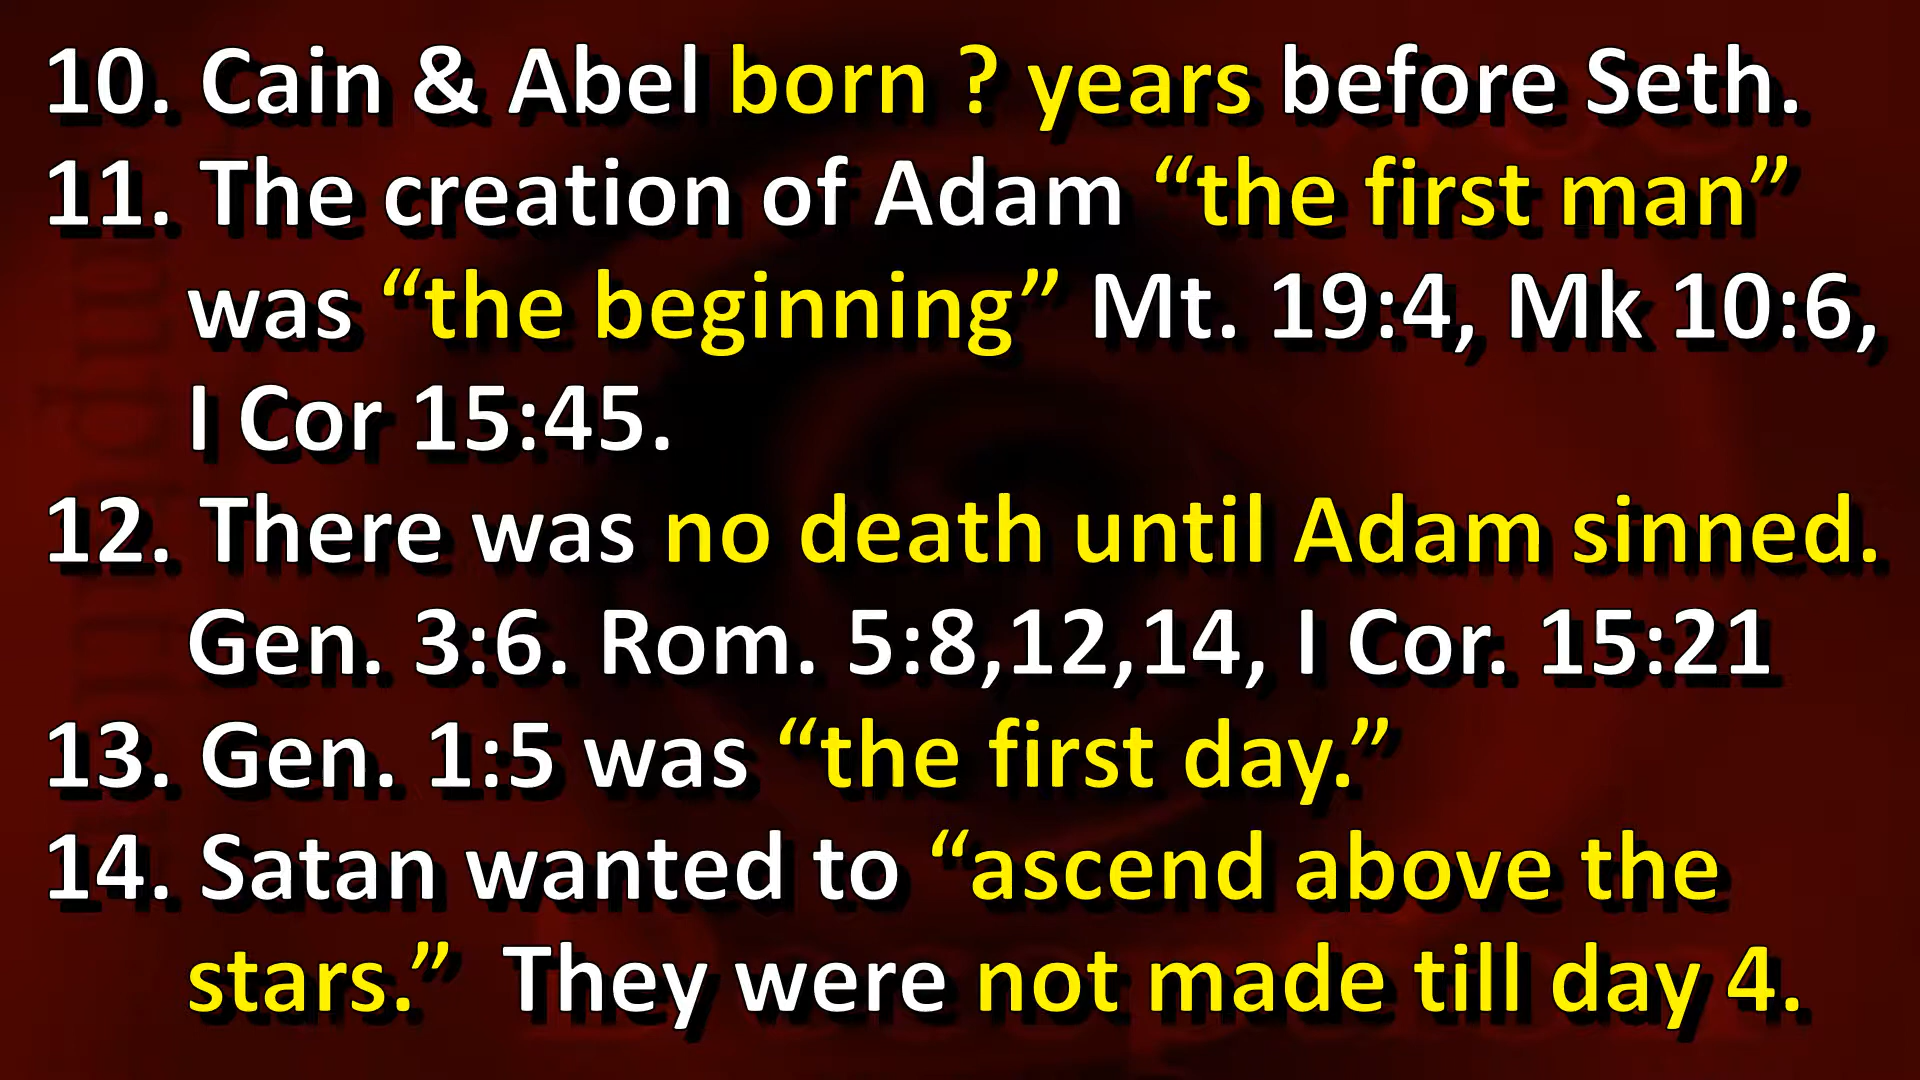 10. Cain & Abel born ? years before Seth.
11. The creation of Adam “the first man”
was “the beginning” Mt. 19:4, Mk 10:6,
I Cor 15:45.
12. There was no death until Adam sinned.
Gen. 3:6. Rom. 5:8,12,14, I Cor. 15:21
13. Gen. 1:5 was “the first day.”
14. Satan wanted to “ascend above the
stars.” They were not made till day 4.